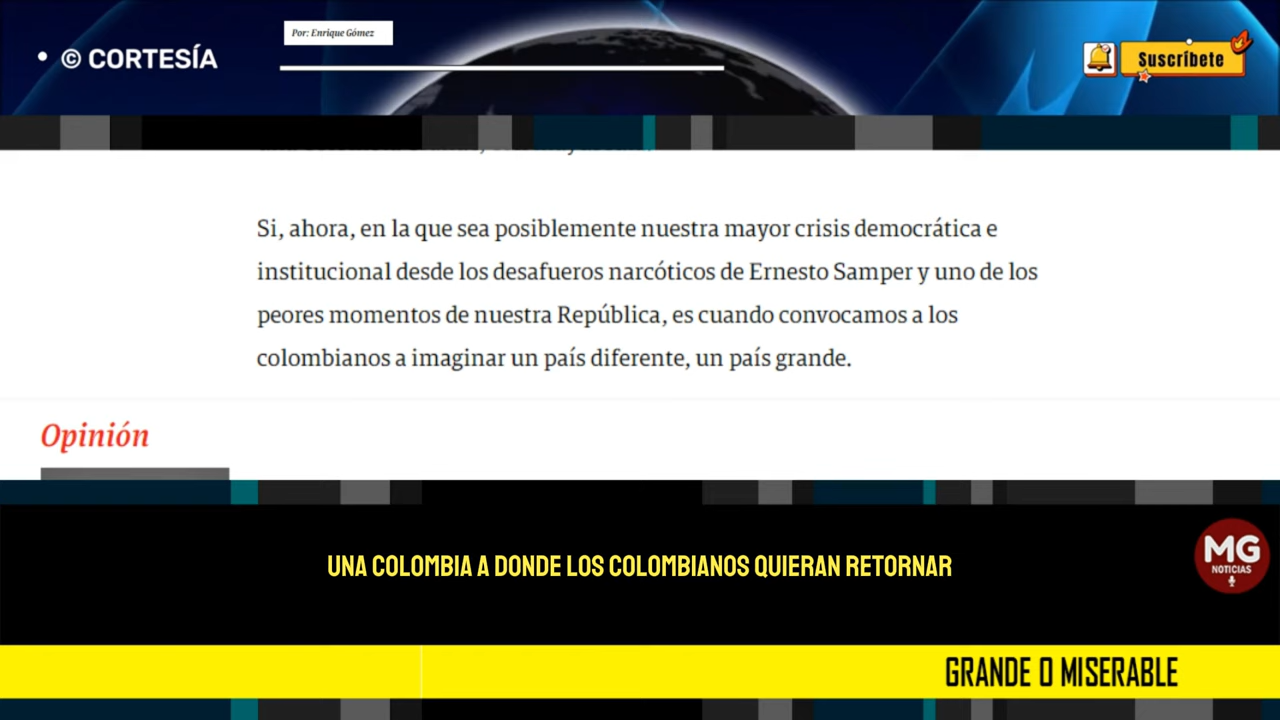 Por: Enrique Gómez
• © CORTESÍA
Suscríbete
Si, ahora, en la que sea posiblemente nuestra mayor crisis democrática e
institucional desde los desafueros narcóticos de Ernesto Samper y uno de los
peores momentos de nuestra República, es cuando convocamos a los
colombianos a imaginar un país diferente, un país grande.
Opinión
UNA COLOMBIA A DONDE LOS COLOMBIANOS QUIERAN RETORNAR
MG
NOTICIAS
GRANDE O MISERABLE